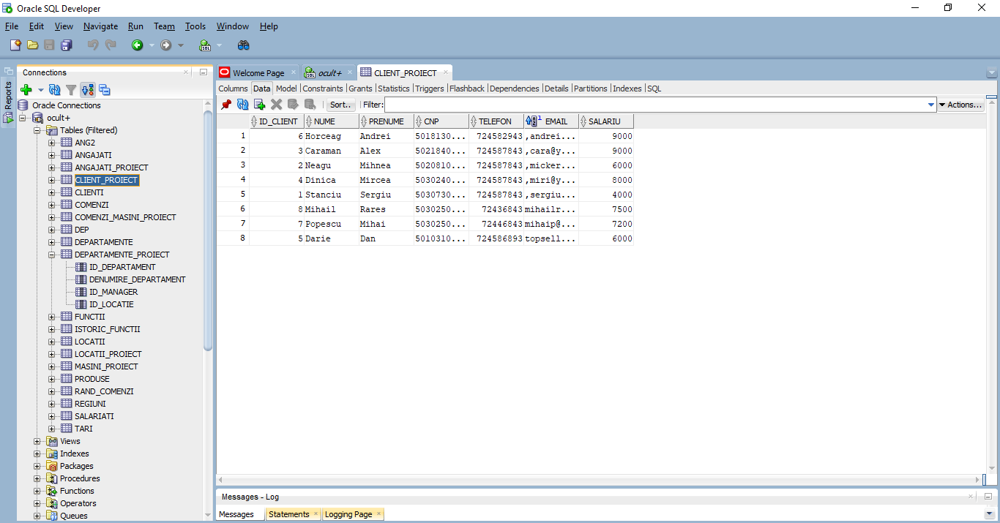 Oracle SQL Developer
File Edit View Navigate Run Team Tools Window Help
Reports
Connections
Oracle Connections
ocult+
Tables (Filtered)
ANG2
ANGAJATI
ANGAJATI_PROIECT
CLIENT_PROIECT
CLIENTI
COMENZI
COMENZI_MASINI_PROIECT
DEP
DEPARTAMENTE
DEPARTAMENTE_PROIECT
ID_DEPARTAMENT
DENUMIRE_DEPARTAMENT
ID_MANAGER
ID_LOCATIE
FUNCTII
ISTORIC_FUNCTII
LOCATII
LOCATII_PROIECT
MASINI_PROIECT
PRODUSE
RAND_COMENZI
REGIUNI
SALARIATI
TARI
Views
Indexes
Packages
Procedures
Functions
Operators
Queues
Welcome Page ocult+ CLIENT_PROIECT
Columns Data Model Constraints Grants Statistics Triggers Flashback Dependencies Details Partitions Indexes SQL
Sort.. Filter: Actions...
ID_CLIENT NUME PRENUME CNP TELEFON 1 EMAIL SALARIU
1 6 Horceag Andrei 5018130... 724582943 ,andrei... 9000
2 3 Caraman Alex 5021840... 724587843 ,cara@y... 9000
3 2 Neagu Mihnea 5020810... 724587843 ,micker... 6000
4 4 Dinica Mircea 5030240... 724587843 ,miri@y... 8000
5 1 Stanciu Sergiu 5030730... 724587843 ,sergiu... 4000
6 8 Mihail Rares 5030250... 72436843 mihailr... 7500
7 7 Popescu Mihai 5030250... 72446843 mihaip@... 7200
8 5 Darie Dan 5010310... 724586893 topsell... 6000
Messages - Log
Messages Statements Logging Page